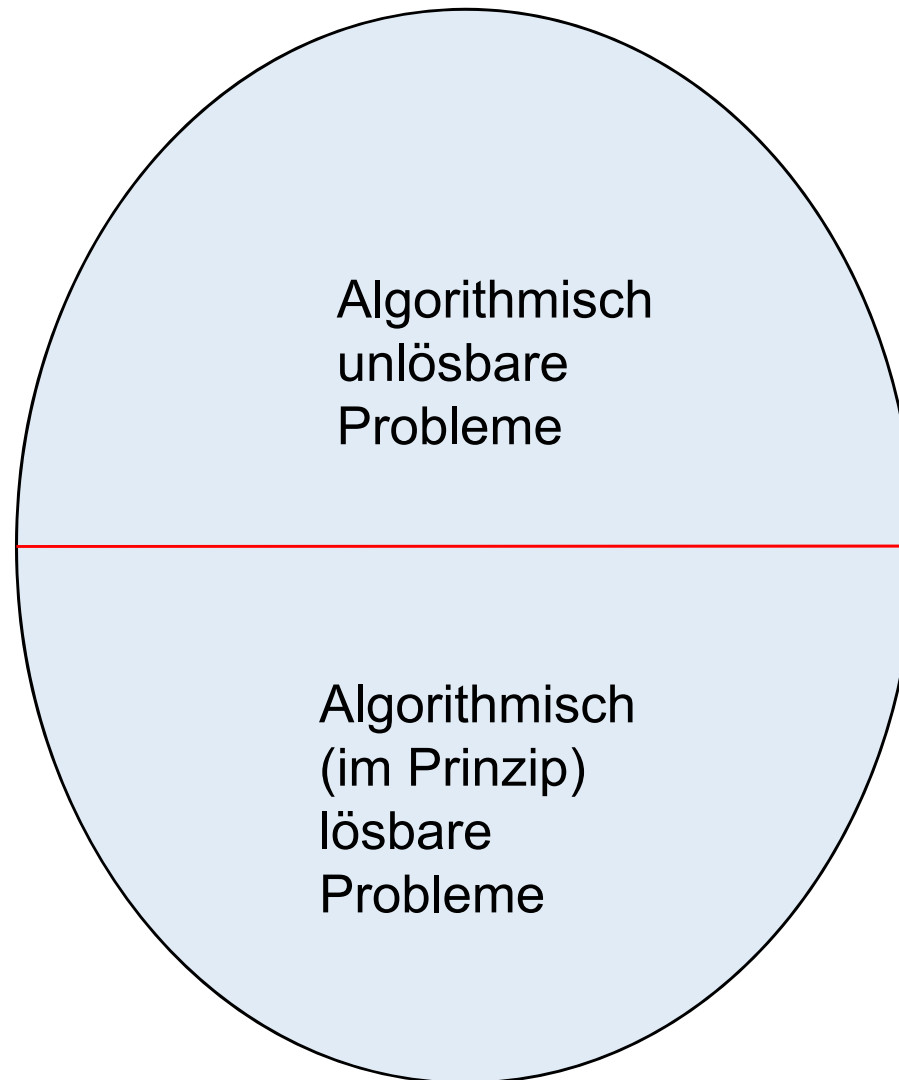 Algorithmisch
unlösbare
Probleme
Algorithmisch
(im Prinzip)
lösbare
Probleme